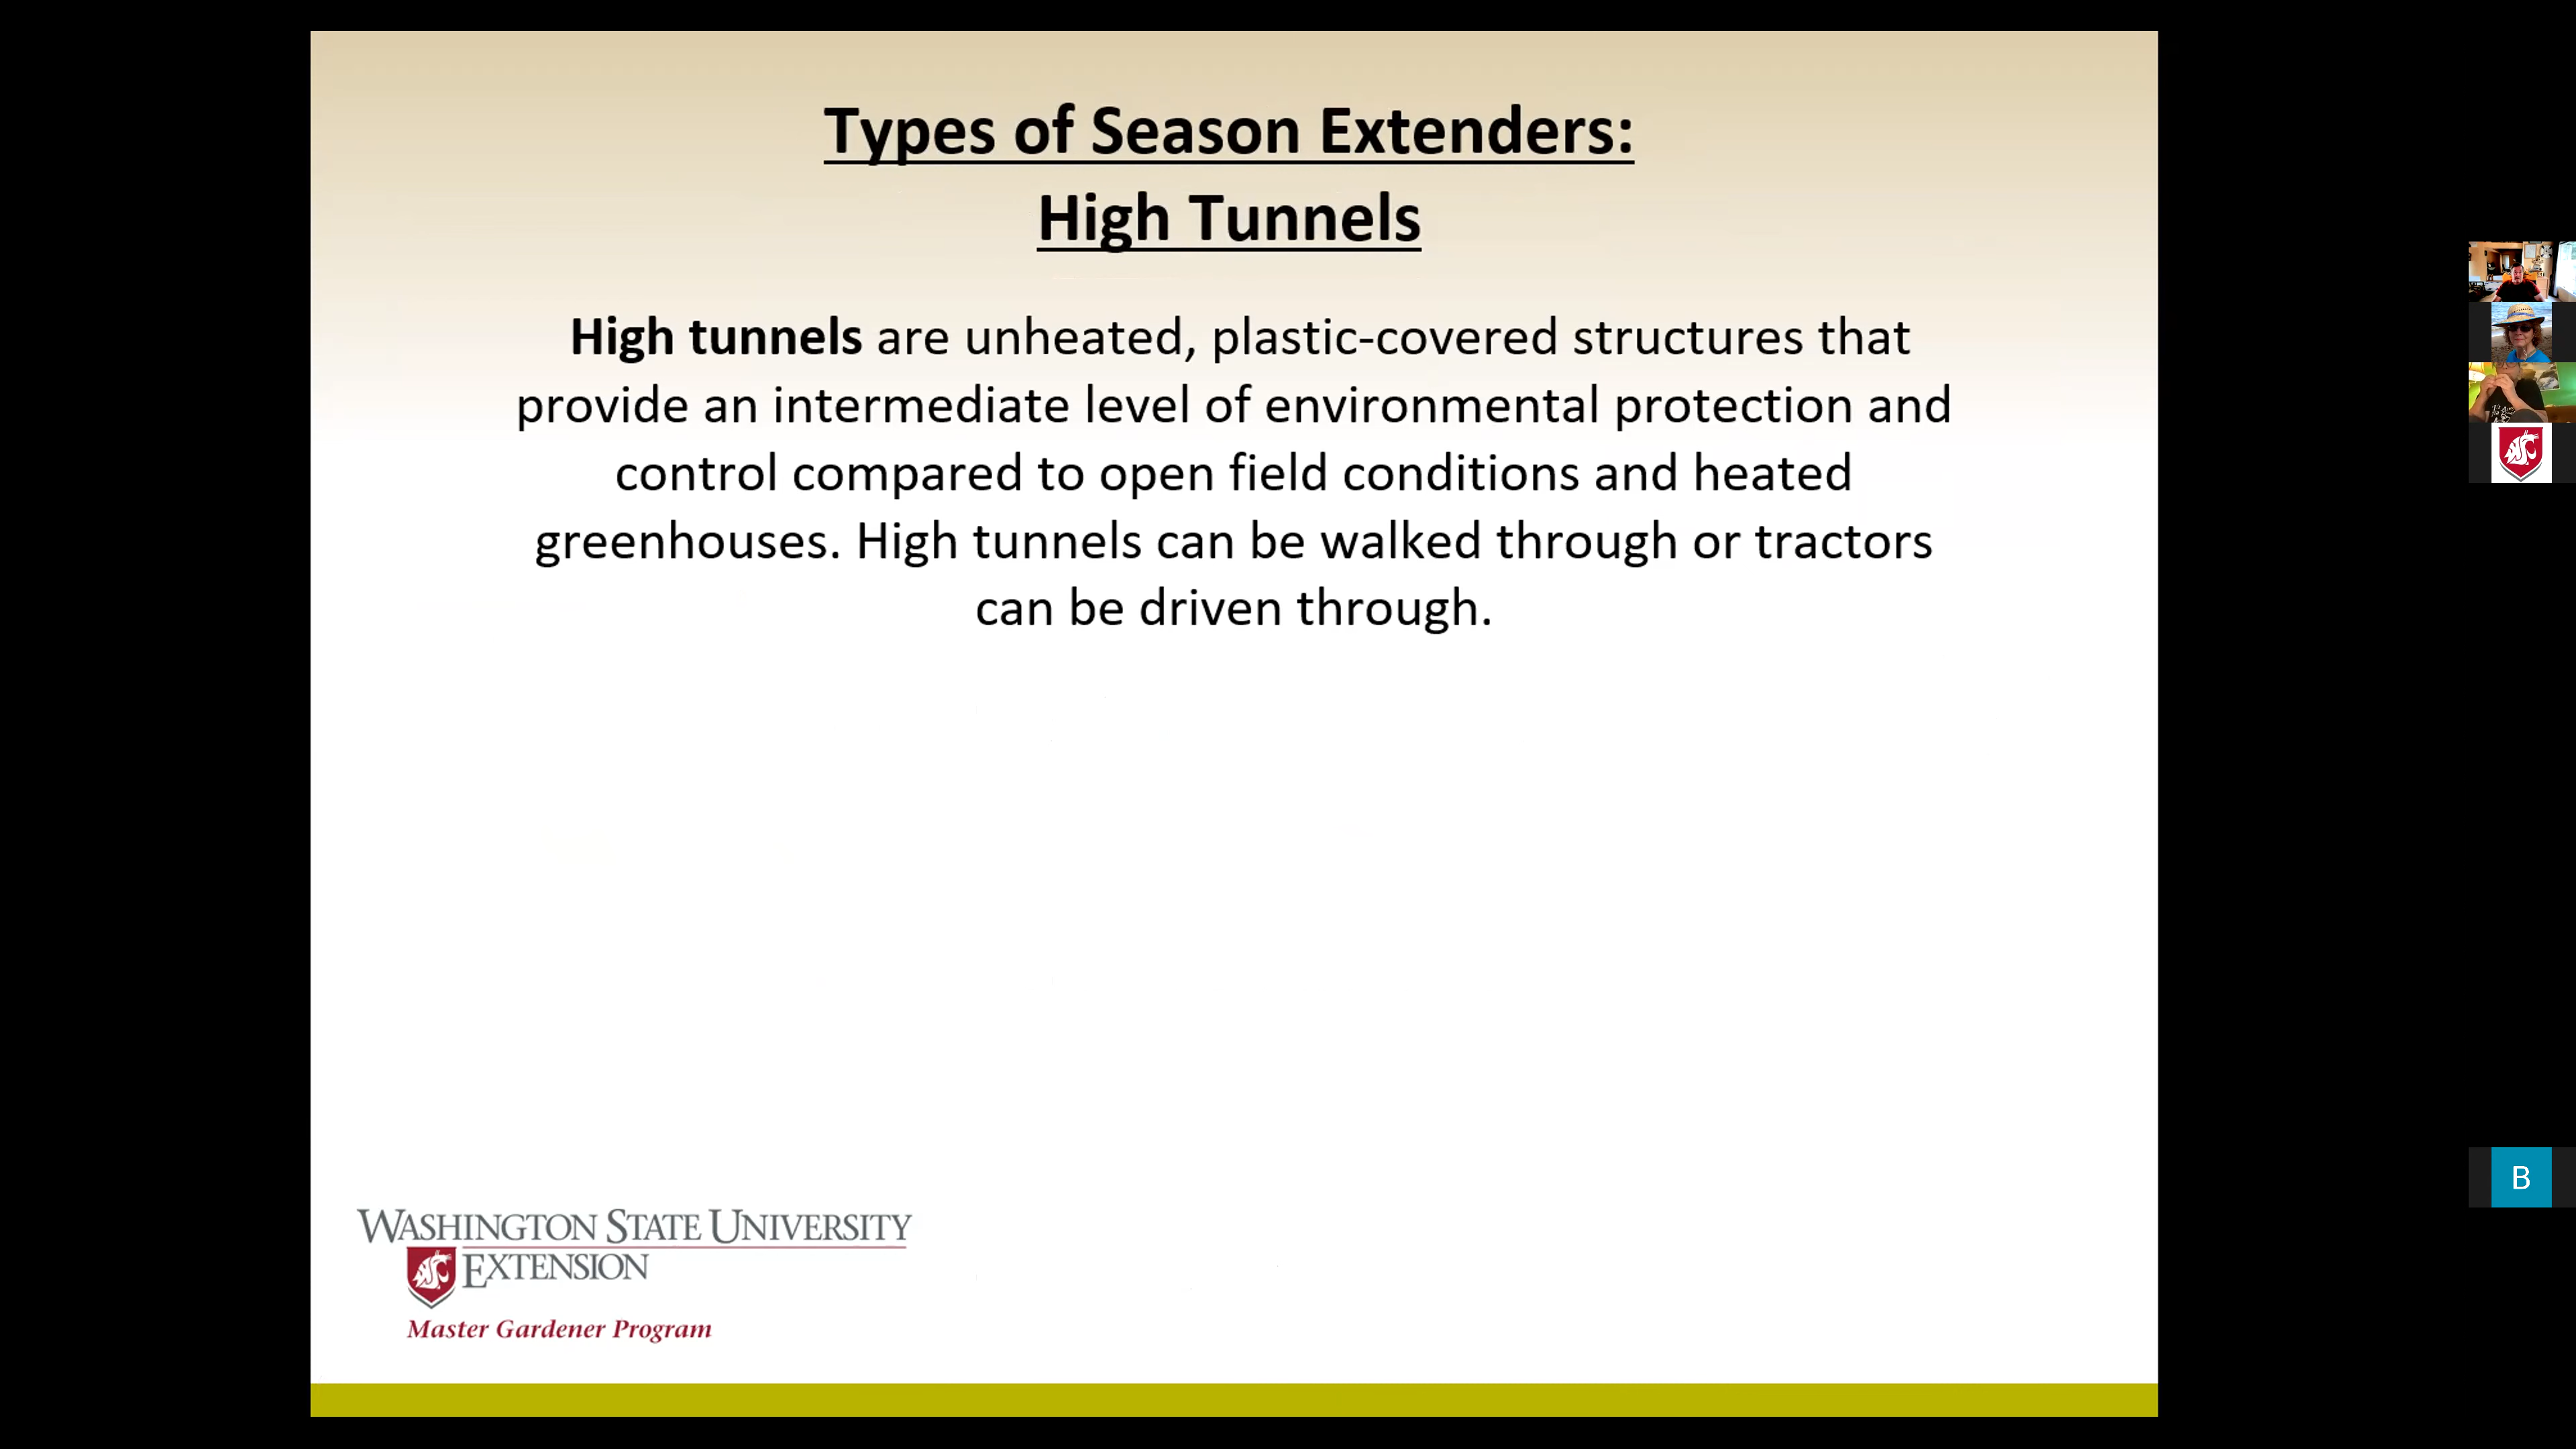 Types of Season Extenders:
High Tunnels
High tunnels are unheated, plastic-covered structures that
provide an intermediate level of environmental protection and
control compared to open field conditions and heated
greenhouses. High tunnels can be walked through or tractors
can be driven through.
WASHINGTON STATE UNIVERSITY
EXTENSION
Master Gardener Program
B